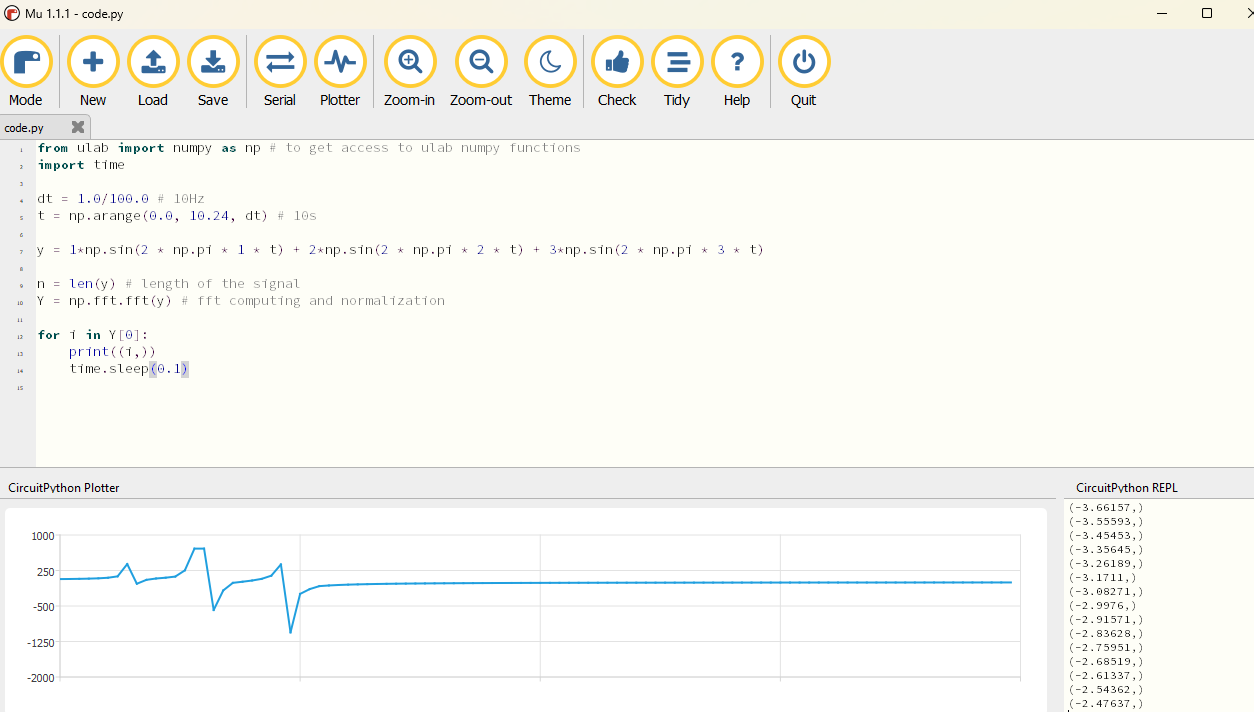 Mu 1.1.1 - code.py
Mode New Load Save Serial Plotter Zoom-in Zoom-out Theme Check Tidy Help Quit
code.py
1 from ulab import numpy as np # to get access to ulab numpy functions
2 import time
3
4 dt = 1.0/100.0 # 10Hz
5 t = np.arange(0.0, 10.24, dt) # 10s
6
7 y = 1*np.sin(2 * np.pi * 1 * t) + 2*np.sin(2 * np.pi * 2 * t) + 3*np.sin(2 * np.pi * 3 * t)
8
9 n = len(y) # length of the signal
10 Y = np.fft.fft(y) # fft computing and normalization
11
12 for i in Y[0]:
13 print((i,))
14 time.sleep(0.1)
15
CircuitPython Plotter
1000
250
-500
-1250
-2000
CircuitPython REPL
(-3.66157,)
(-3.55593,)
(-3.45453,)
(-3.35645,)
(-3.26189,)
(-3.1711,)
(-3.08271,)
(-2.9976,)
(-2.91571,)
(-2.83628,)
(-2.75951,)
(-2.68519,)
(-2.61337,)
(-2.54362,)
(-2.47637,)